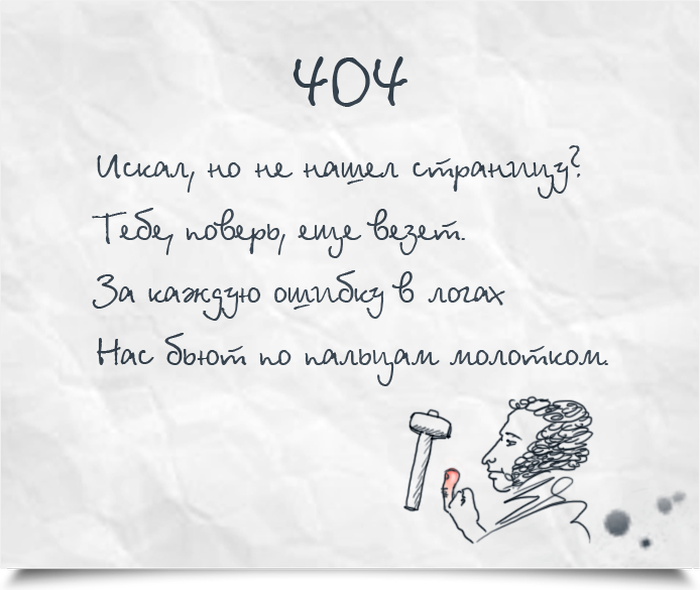 404
Искал, но не нашел страницу?
Тебе, поверь, еще везет.
За каждую ошибку в логах
Нас бьют по пальцам молотком.